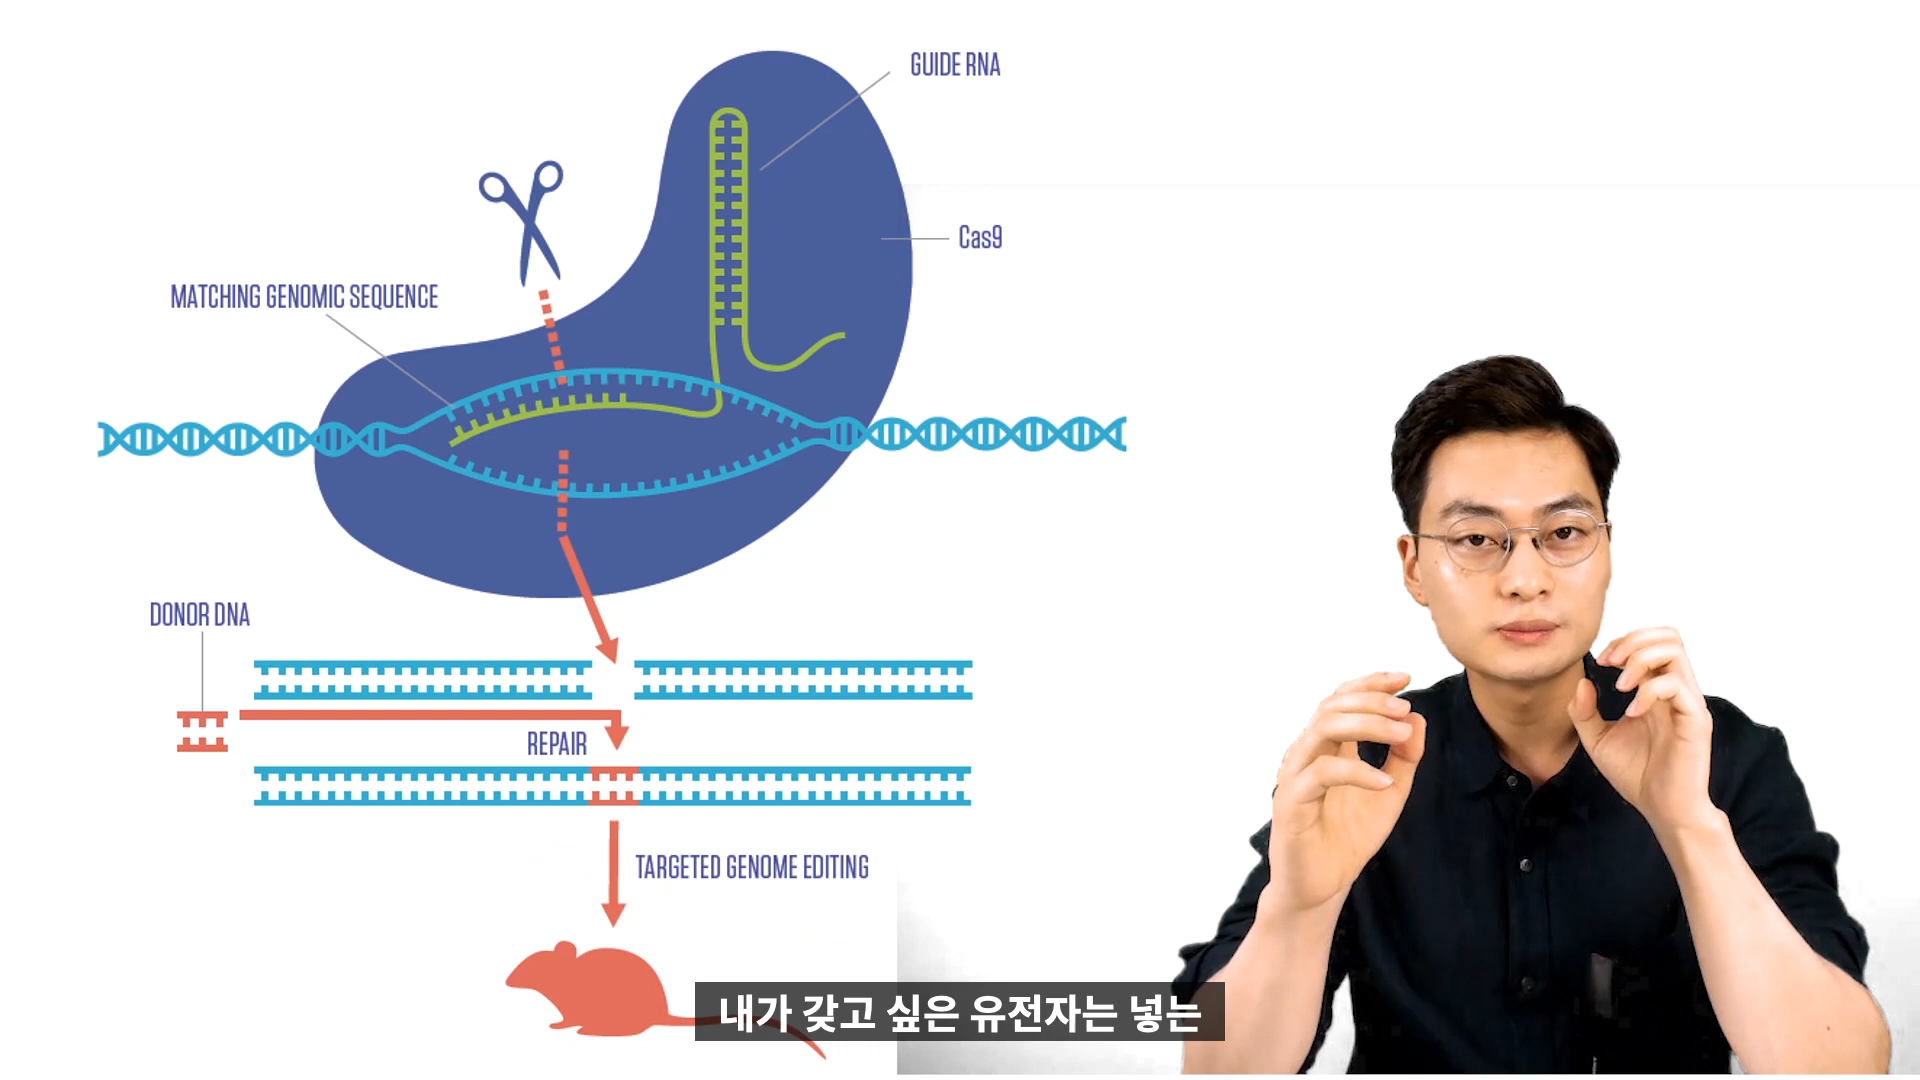 GUIDE RNA
Cas9
MATCHING GENOMIC SEQUENCE
DONOR DNA
REPAIR
TARGETED GENOME EDITING
내가 갖고 싶은 유전자는 넣는